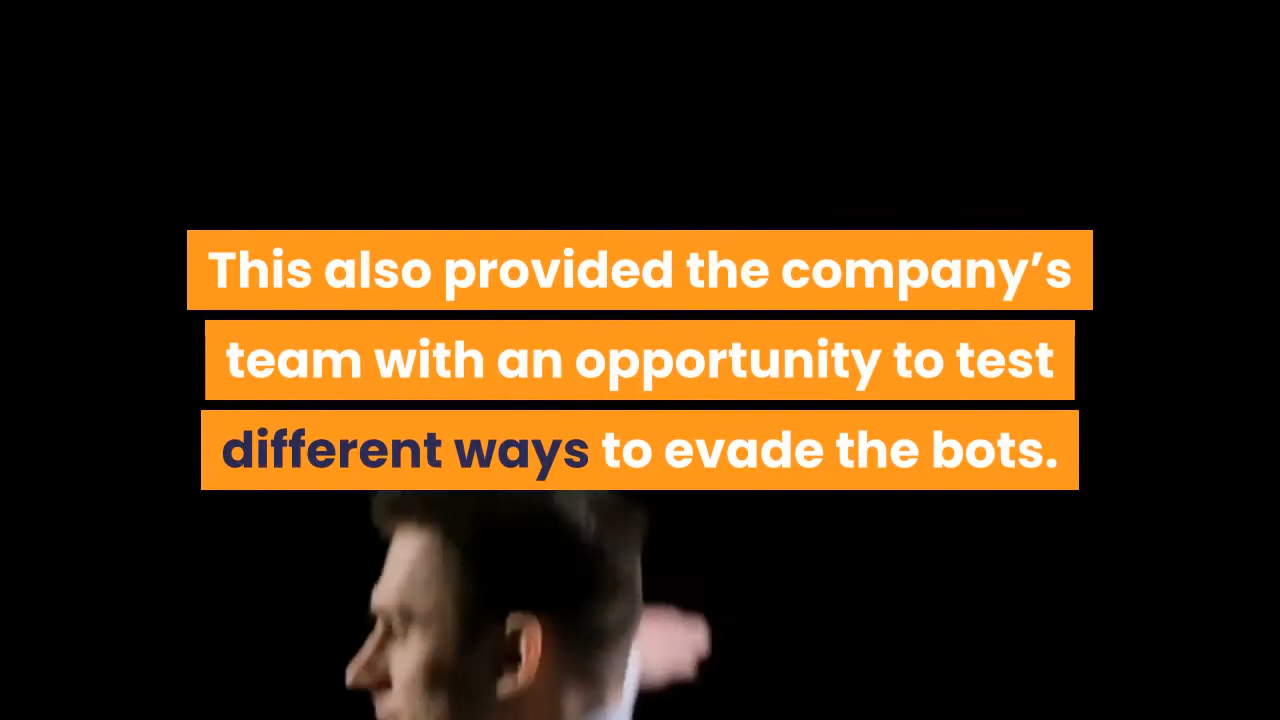 This also provided the company’s
team with an opportunity to test
different ways to evade the bots.